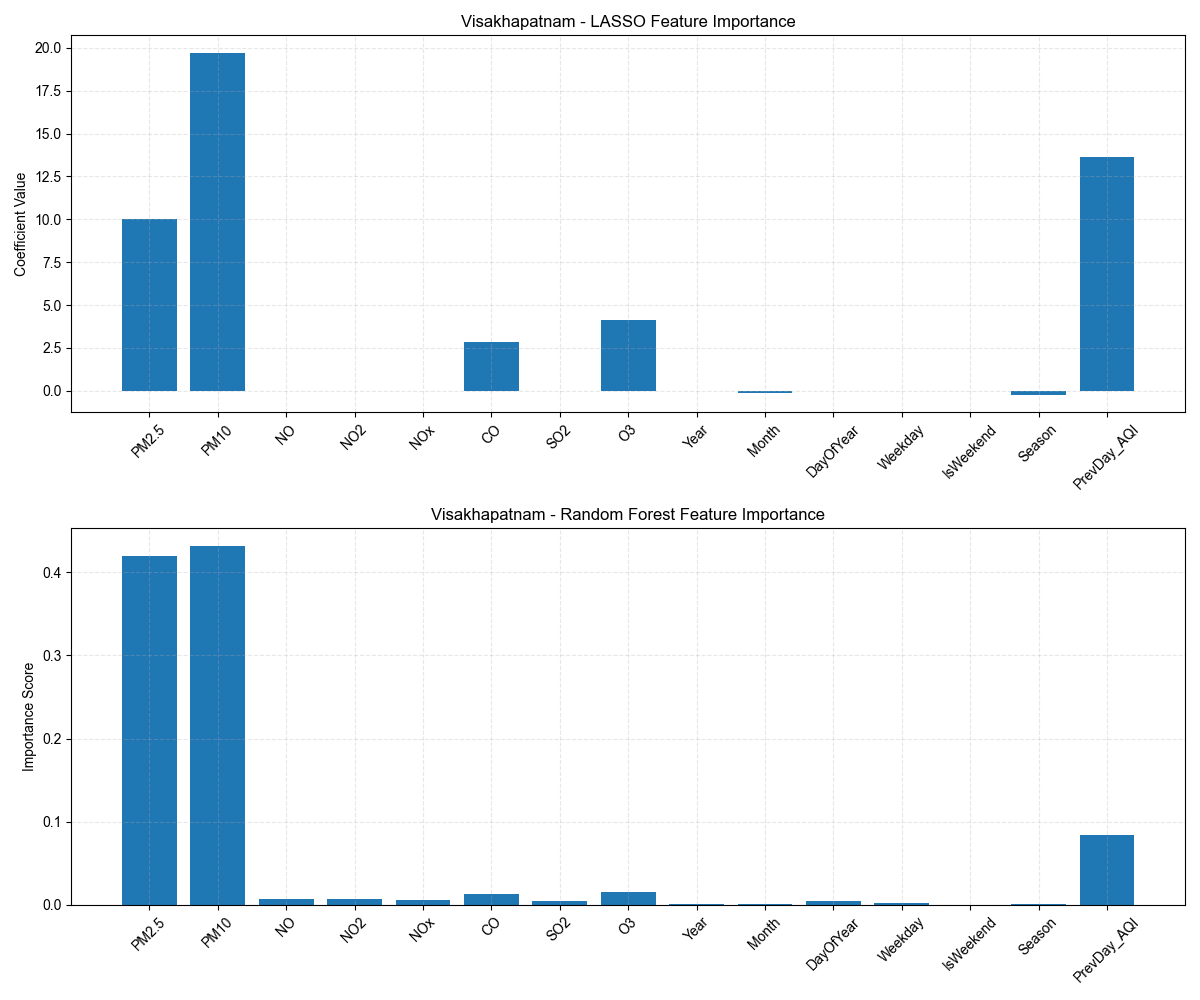 Visakhapatnam - LASSO Feature Importance
Coefficient Value
20.0
17.5
15.0
12.5
10.0
7.5
5.0
2.5
0.0
PM2.5
PM10
NO
NO2
NOx
CO
SO2
O3
Year
Month
DayOfYear
Weekday
IsWeekend
Season
PrevDay_AQI
Visakhapatnam - Random Forest Feature Importance
Importance Score
0.4
0.3
0.2
0.1
0.0
PM2.5
PM10
NO
NO2
NOx
CO
SO2
O3
Year
Month
DayOfYear
Weekday
IsWeekend
Season
PrevDay_AQI